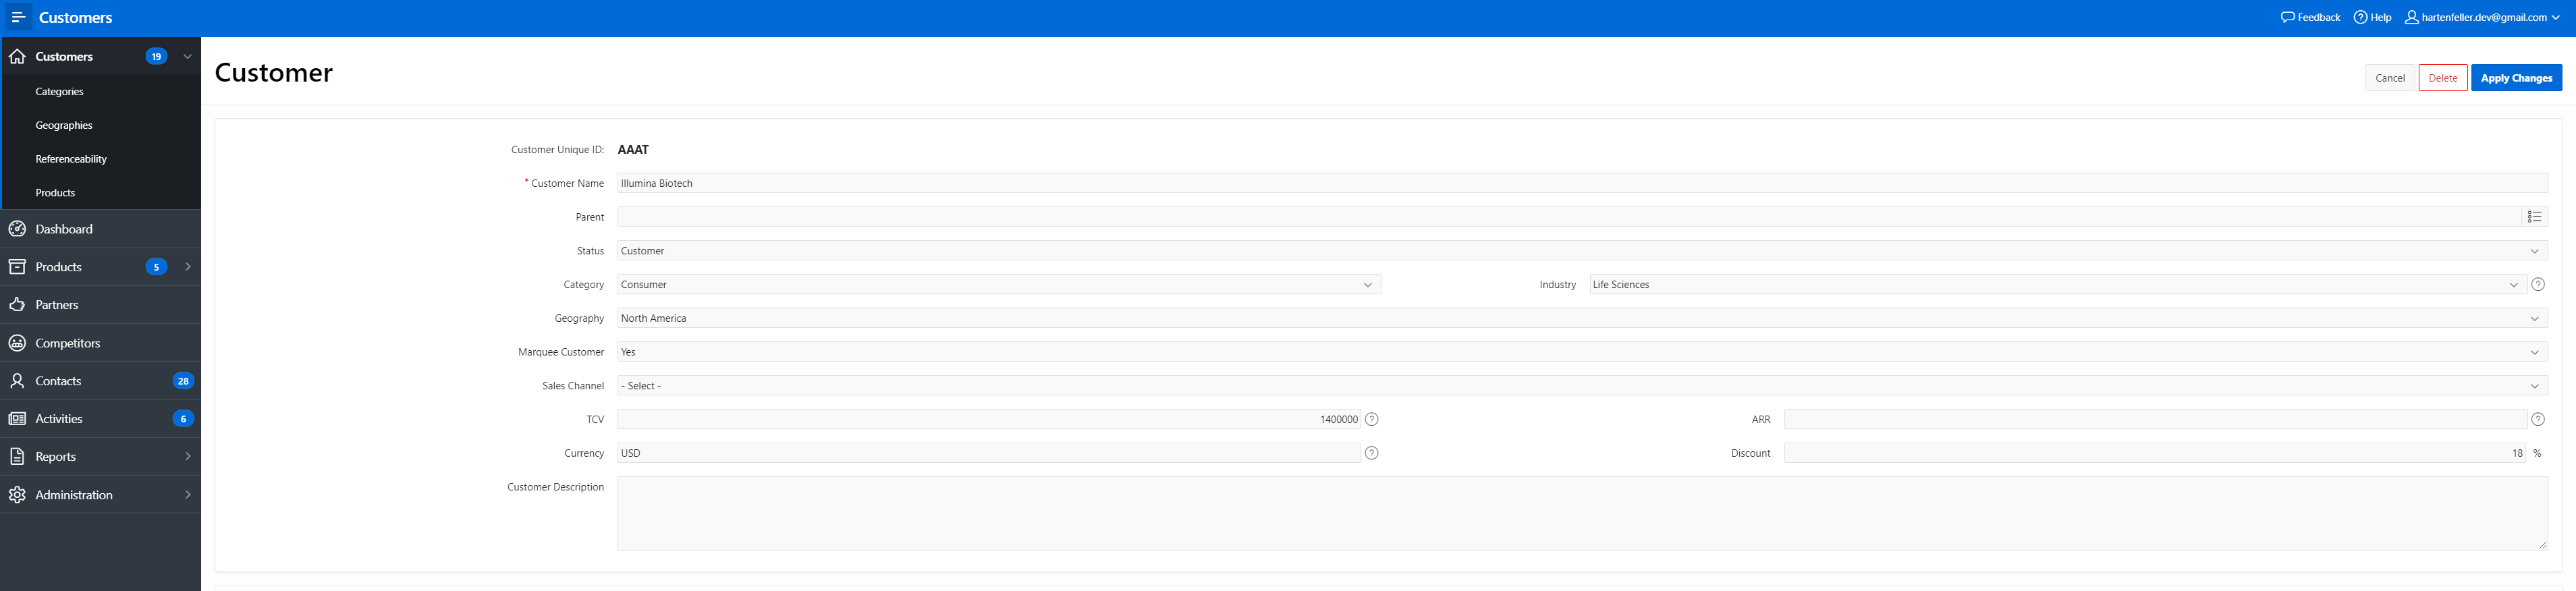 Customers
Feedback
Help
hartenfeller.dev@gmail.com
Customers 19
Categories
Geographies
Referenceability
Products
Dashboard
Products 5
Partners
Competitors
Contacts 28
Activities 6
Reports
Administration
Customer
Cancel
Delete
Apply Changes
Customer Unique ID: AAAT
* Customer Name Illumina Biotech
Parent
Status Customer
Category Consumer
Industry Life Sciences
Geography North America
Marquee Customer Yes
Sales Channel - Select -
TCV 1400000
ARR
Currency USD
Discount 18 %
Customer Description